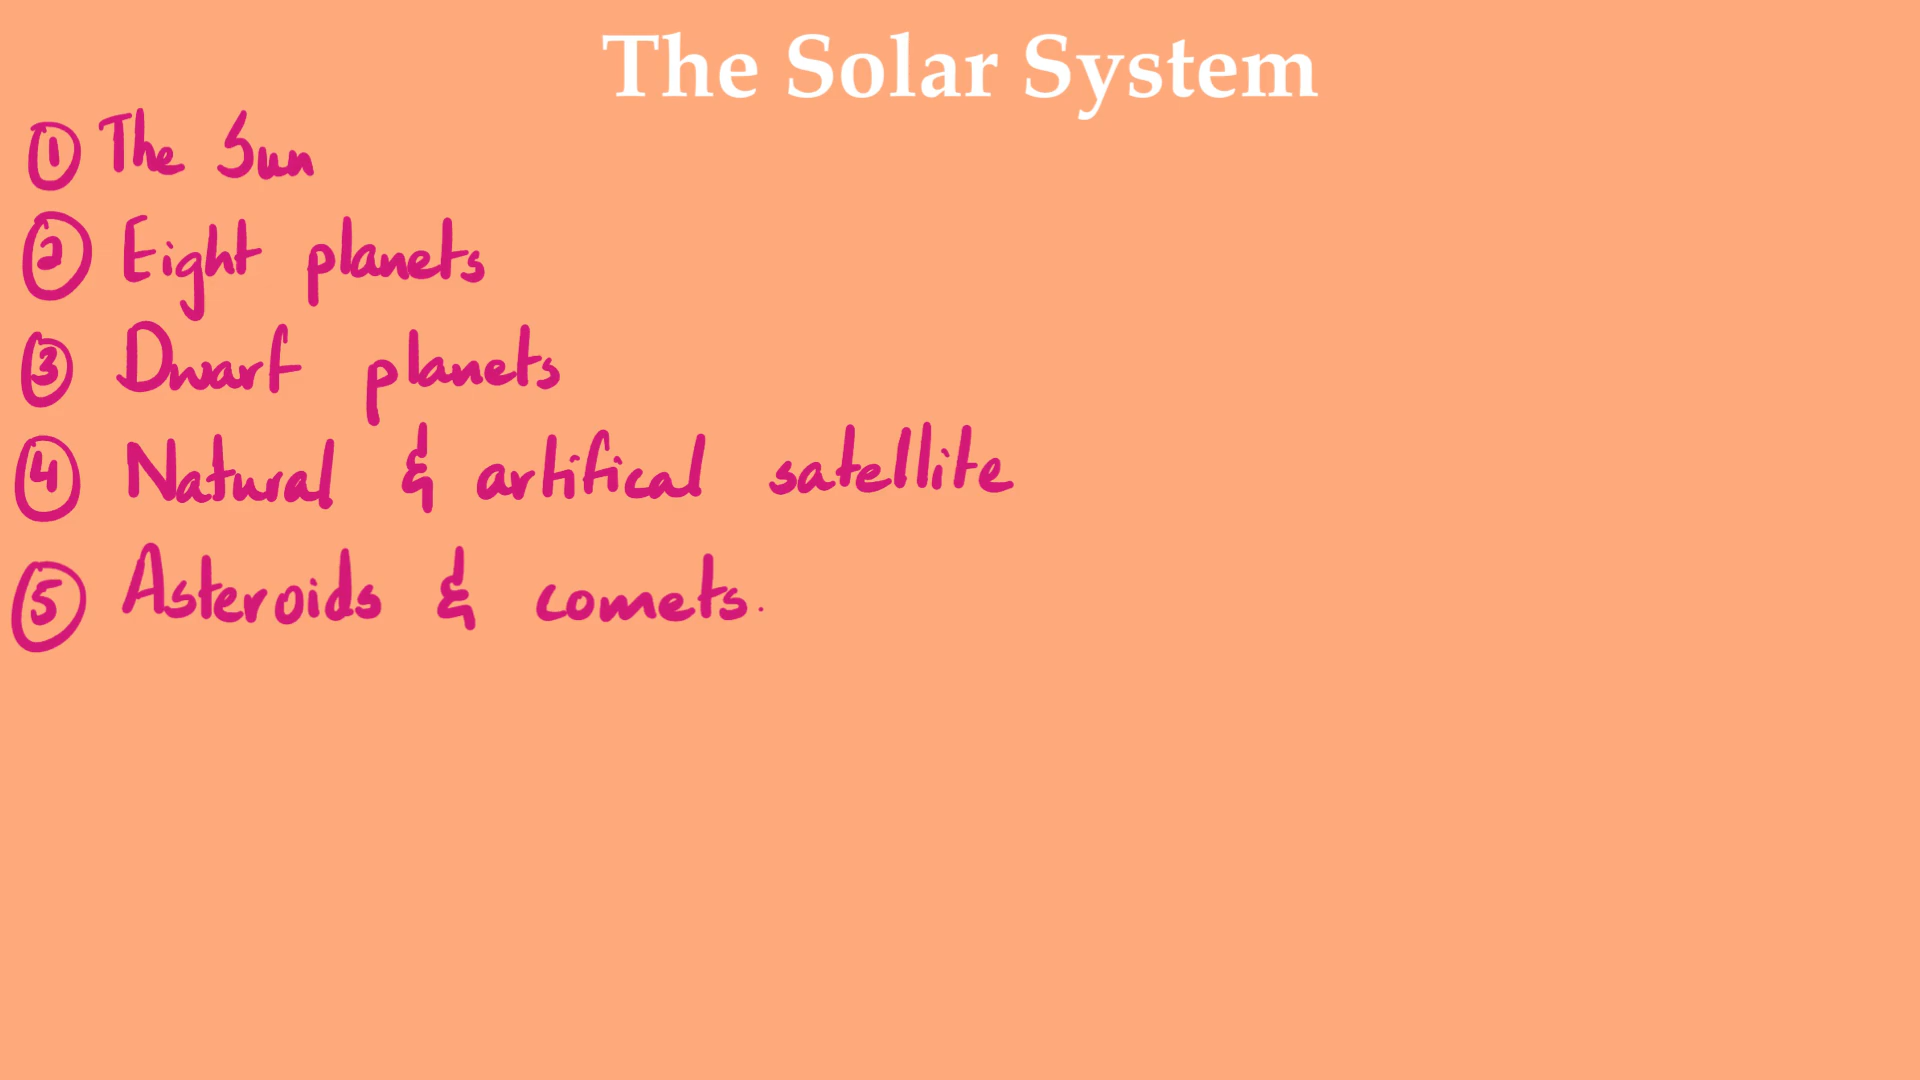 The Solar System
① The Sun
② Eight planets
③ Dwarf planets
④ Natural & artifical satellite
⑤ Asteroids & comets.